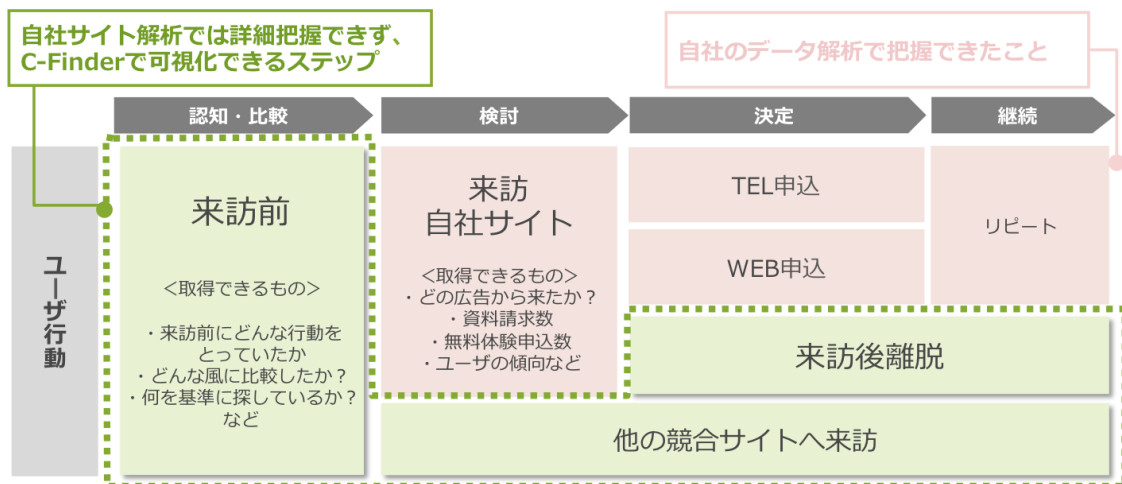 自社サイト解析では詳細把握できず、
C-Finderで可視化できるステップ
自社のデータ解析で把握できたこと
認知・比較
検討
決定
継続
ユーザ行動
来訪前
＜取得できるもの＞
・来訪前にどんな行動を
とっていたか
・どんな風に比較したか？
・何を基準に探しているか？
など
来訪
自社サイト
＜取得できるもの＞
・どの広告から来たか？
・資料請求数
・無料体験申込数
・ユーザの傾向など
TEL申込
WEB申込
リピート
来訪後離脱
他の競合サイトへ来訪